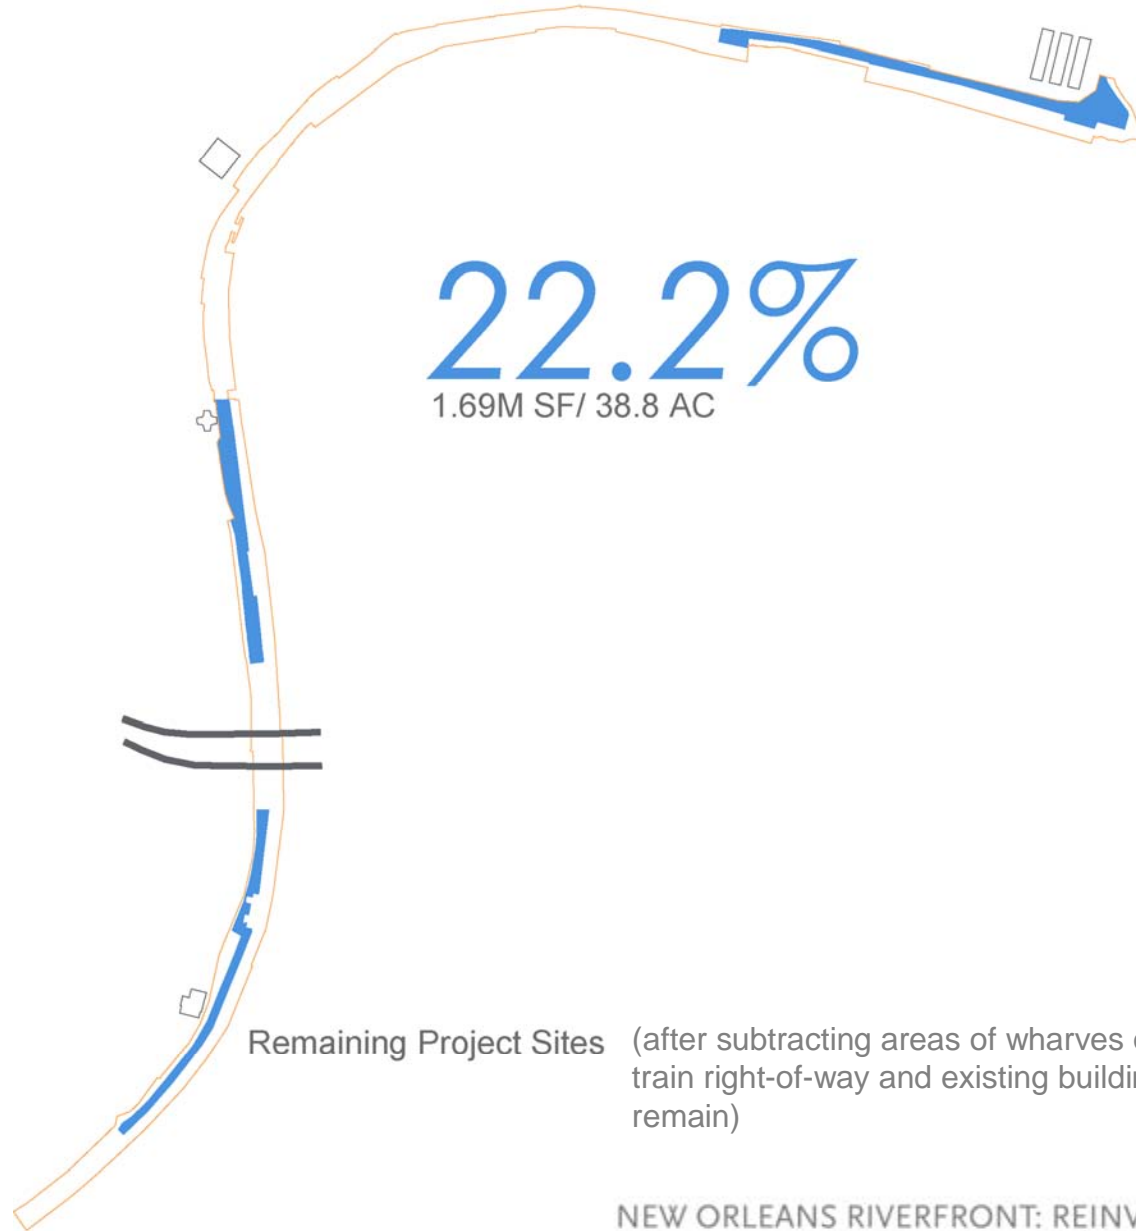 22.2%
1.69M SF/ 38.8 AC
Remaining Project Sites (after subtracting areas of wharves
train right-of-way and existing
remain)
NEW ORLEANS RIVERFRONT: